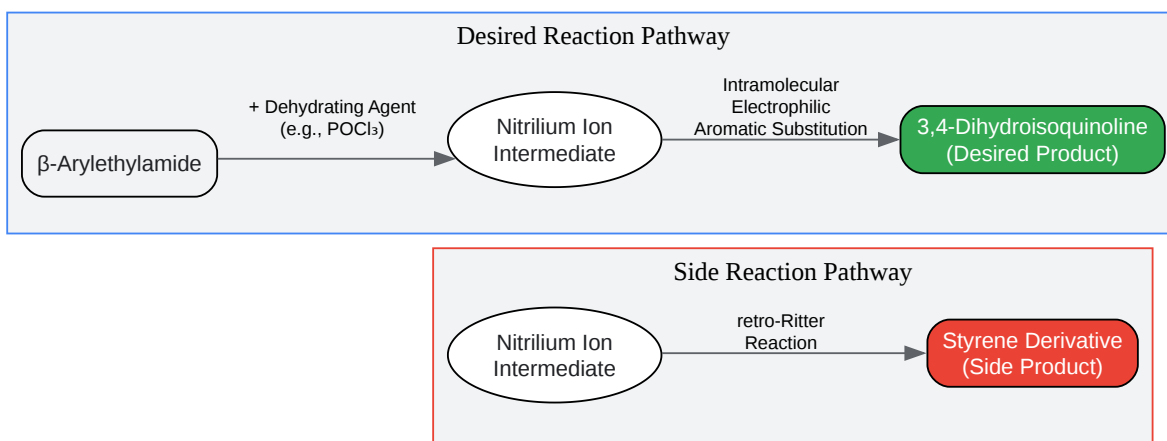 Desired Reaction Pathway
β-Arylethylamide
+ Dehydrating Agent
(e.g., POCl₃)
Nitrilium Ion
Intermediate
Intramolecular
Electrophilic
Aromatic Substitution
3,4-Dihydroisoquinoline
(Desired Product)
Side Reaction Pathway
Nitrilium Ion
Intermediate
retro-Ritter
Reaction
Styrene Derivative
(Side Product)